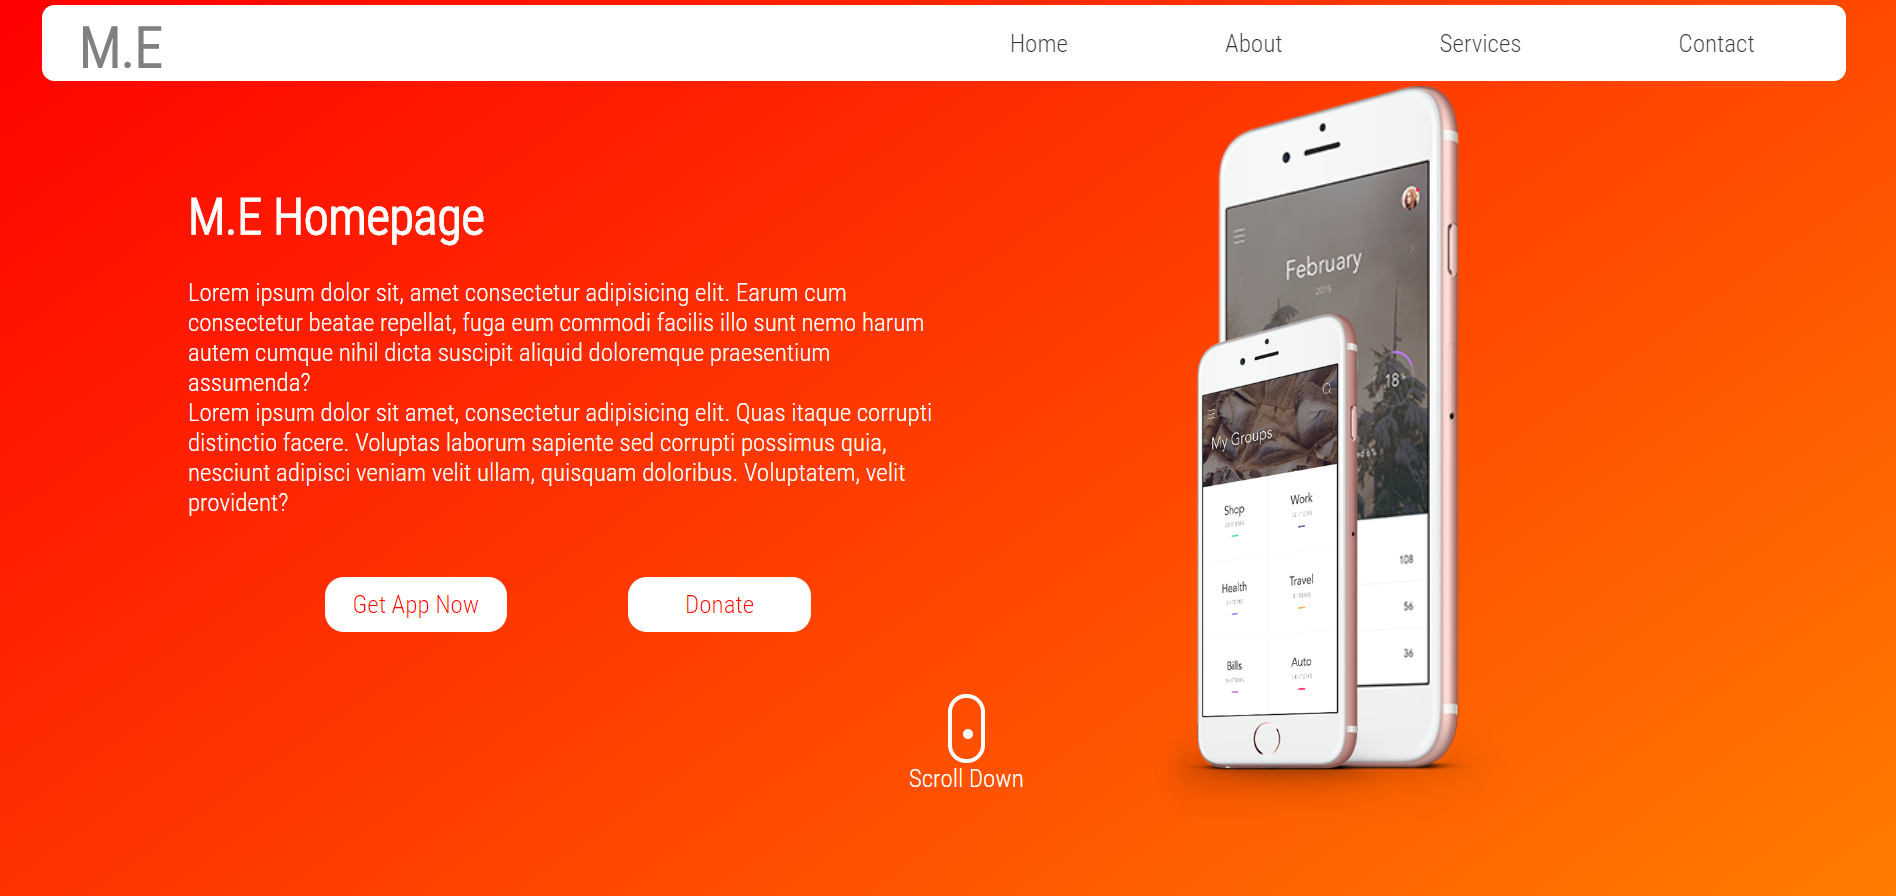 M.E
Home
About
Services
Contact
M.E Homepage
Lorem ipsum dolor sit, amet consectetur adipisicing elit. Earum cum
consectetur beatae repellat, fuga eum commodi facilis illo sunt nemo harum
autem cumque nihil dicta suscipit aliquid doloremque praesentium
assumenda?
Lorem ipsum dolor sit amet, consectetur adipisicing elit. Quas itaque corrupti
distinctio facere. Voluptas laborum sapiente sed corrupti possimus quia,
nesciunt adipisci veniam velit ullam, quisquam doloribus. Voluptatem, velit
provident?
Get App Now
Donate
Scroll Down
February
2015
18
My Groups
Shop
Work
Health
Travel
Bills
Auto
108
56
36